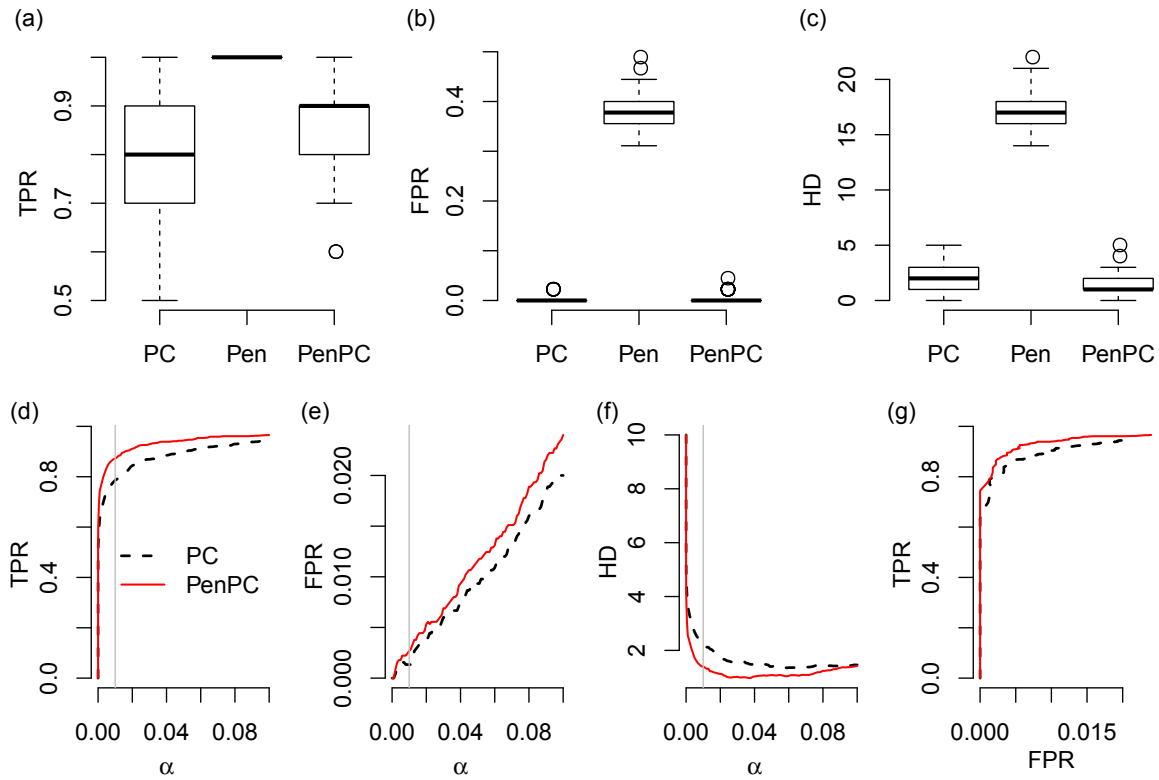 (a)
TPR
0.5 0.7 0.9
PC Pen PenPC
(b)
FPR
0.0 0.2 0.4
PC Pen PenPC
(c)
HD
0 5 10 15 20
PC Pen PenPC
(d)
TPR
0.0 0.4 0.8
PC
PenPC
0.00 0.04 0.08
α
(e)
FPR
0.000 0.010 0.020
0.00 0.04 0.08
α
(f)
HD
2 4 6 8 10
0.00 0.04 0.08
α
(g)
TPR
0.0 0.4 0.8
0.000 0.015
FPR